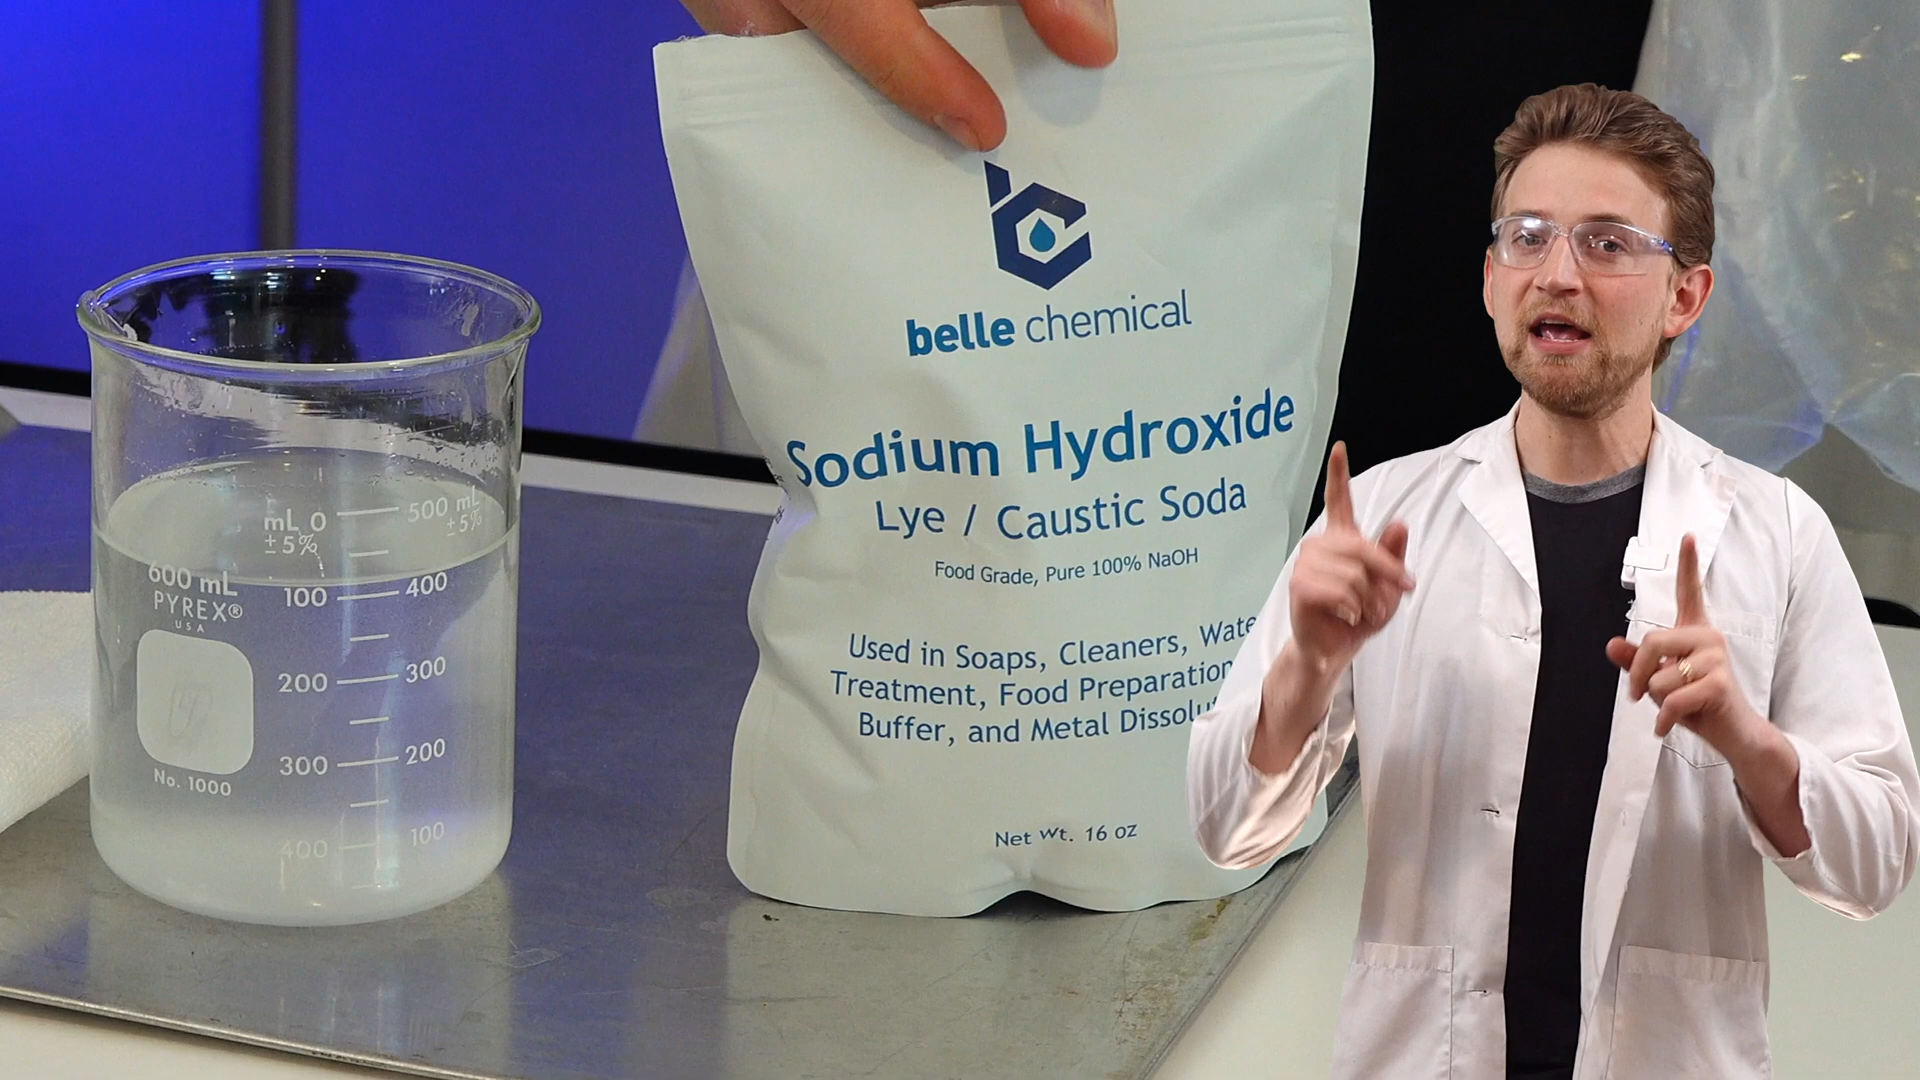 mL 0
± 5%
500 mL
± 5%
600 mL
PYREX®
USA
No. 1000
100
400
200
300
300
200
400
100
belle chemical
Sodium Hydroxide
Lye / Caustic Soda
Food Grade, Pure 100% NaOH
Used in Soaps, Cleaners,
Treatment, Food
Buffer, and Metal
Net Wt. 16 oz